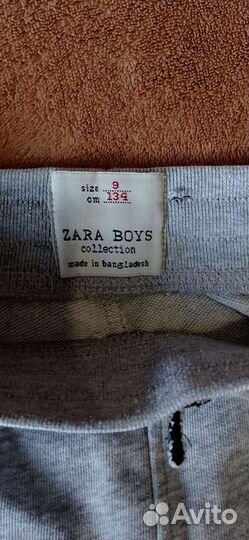 size 9
cm 134
ZARA BOYS
collection
made in bangladesh
Avito